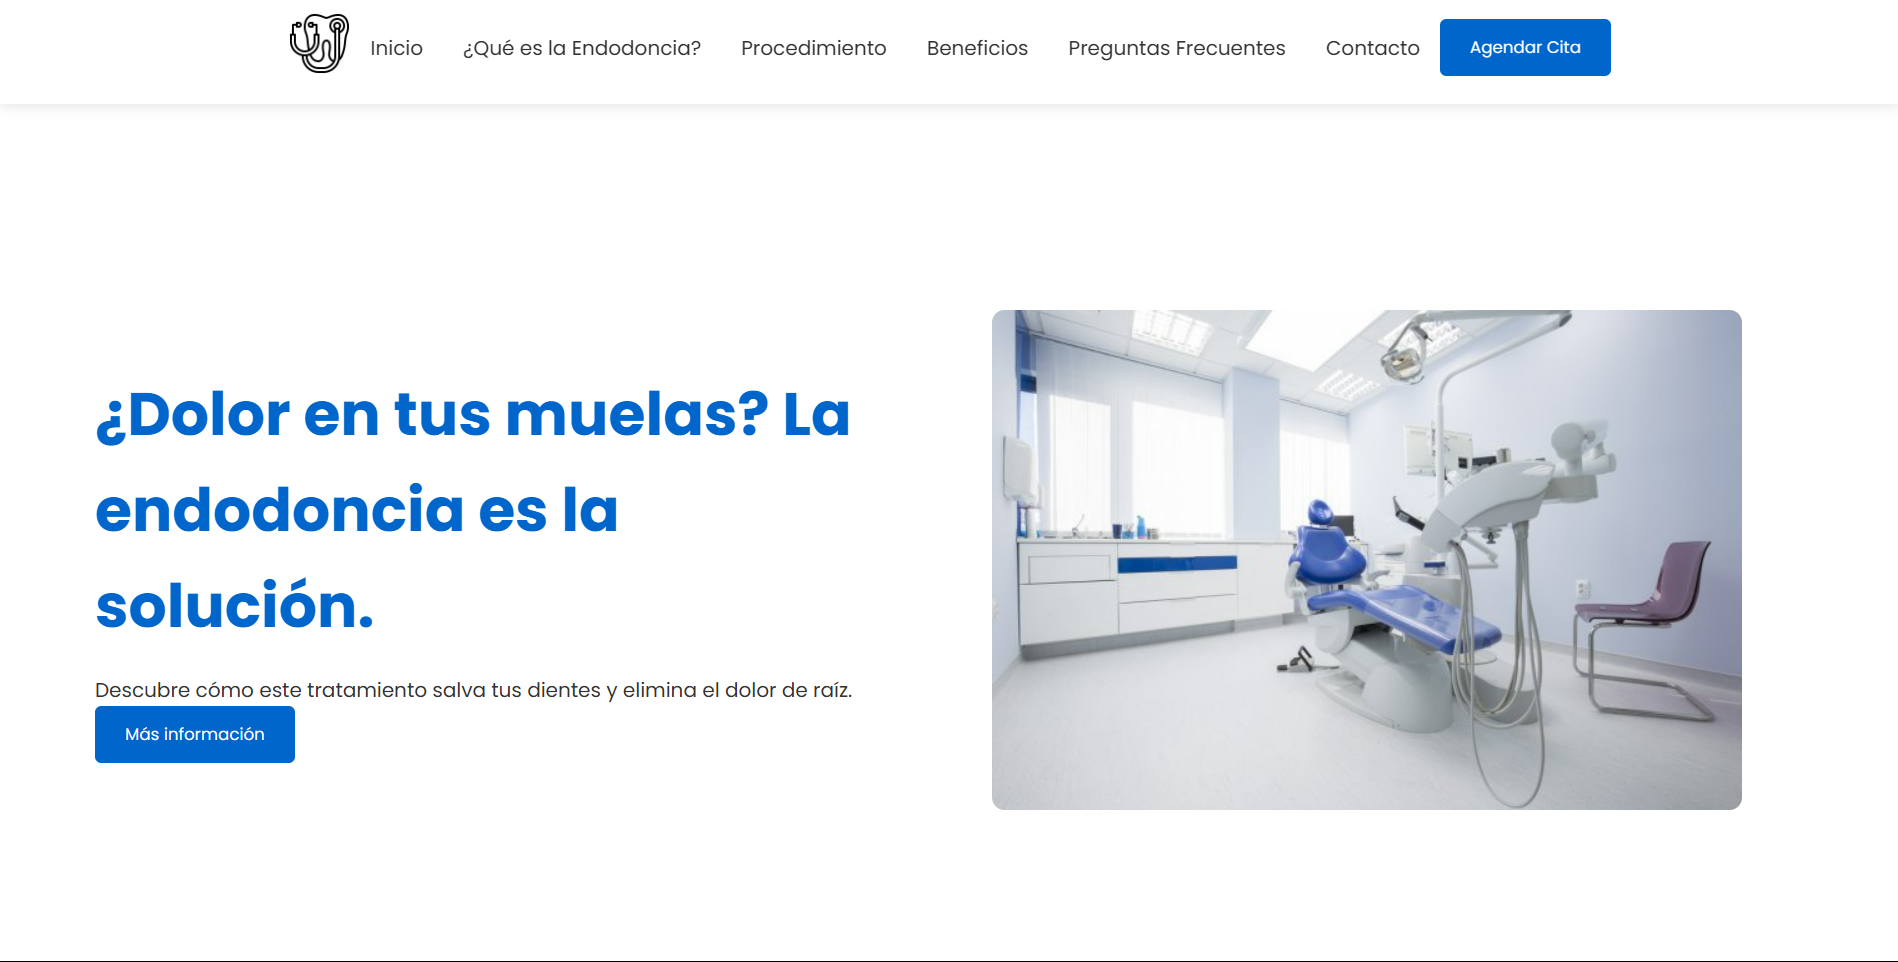 Inicio
¿Qué es la Endodoncia?
Procedimiento
Beneficios
Preguntas Frecuentes
Contacto
Agendar Cita
¿Dolor en tus muelas? La
endodoncia es la
solución.
Descubre cómo este tratamiento salva tus dientes y elimina el dolor de raíz.
Más información